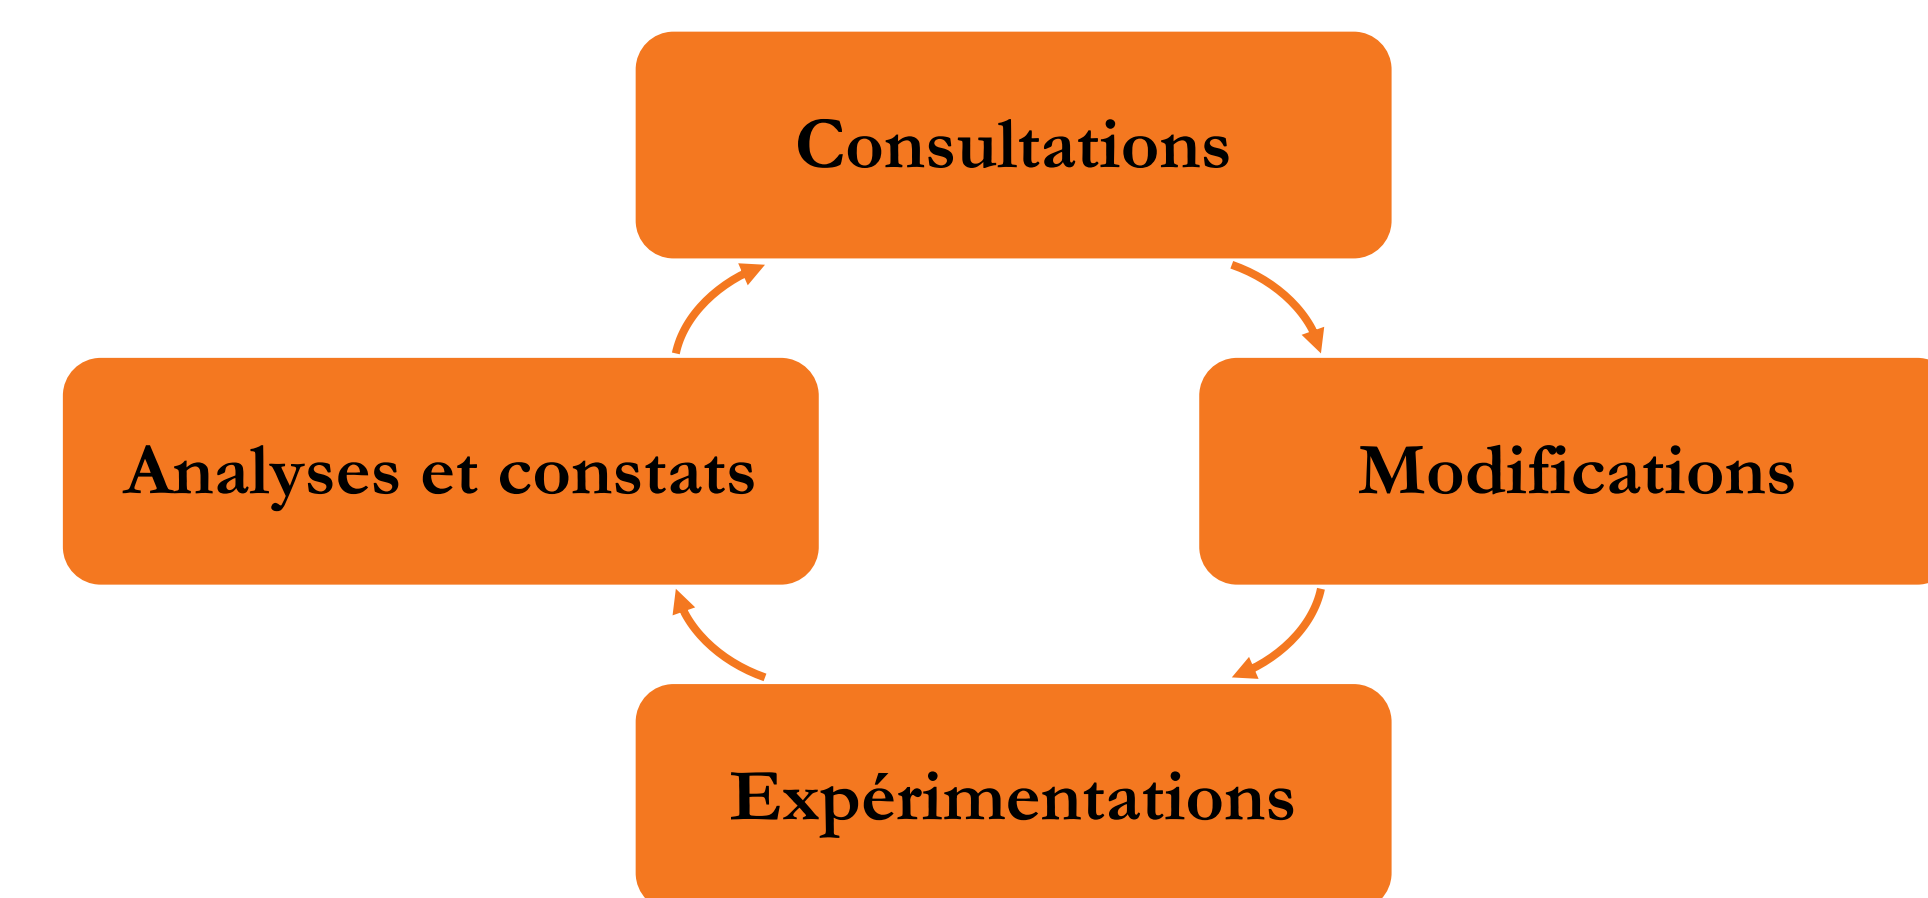 Consultations
Analyses et constats
Modifications
Expérimentations